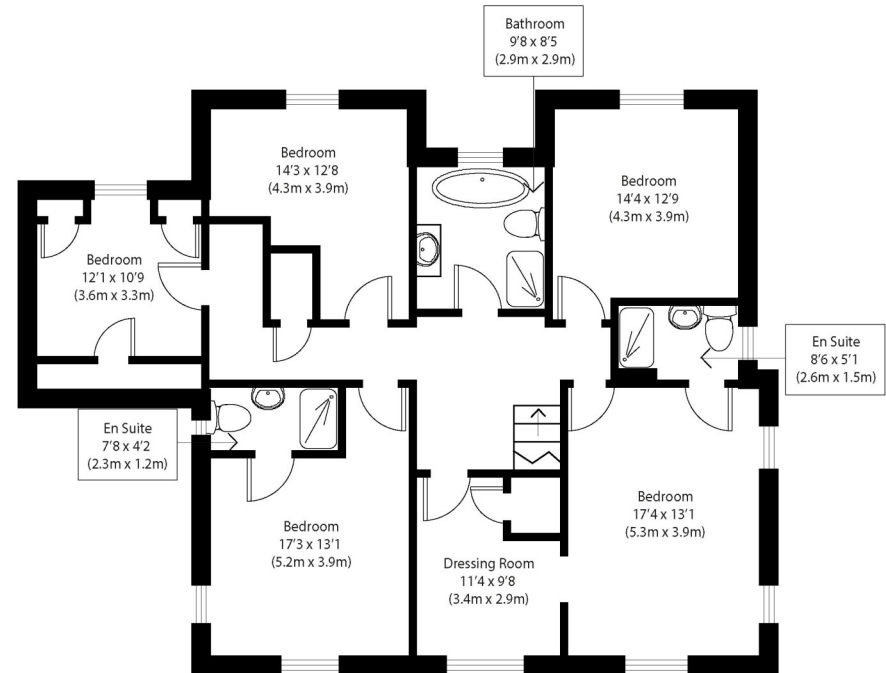 Bathroom
9'8 x 8'5
(2.9m x 2.9m)
Bedroom
14'3 x 12'8
(4.3m x 3.9m)
Bedroom
14'4 x 12'9
(4.3m x 3.9m)
Bedroom
12'1 x 10'9
(3.6m x 3.3m)
En Suite
8'6 x 5'1
(2.6m x 1.5m)
En Suite
7'8 x 4'2
(2.3m x 1.2m)
Bedroom
17'3 x 13'1
(5.2m x 3.9m)
Dressing Room
11'4 x 9'8
(3.4m x 2.9m)
Bedroom
17'4 x 13'1
(5.3m x 3.9m)